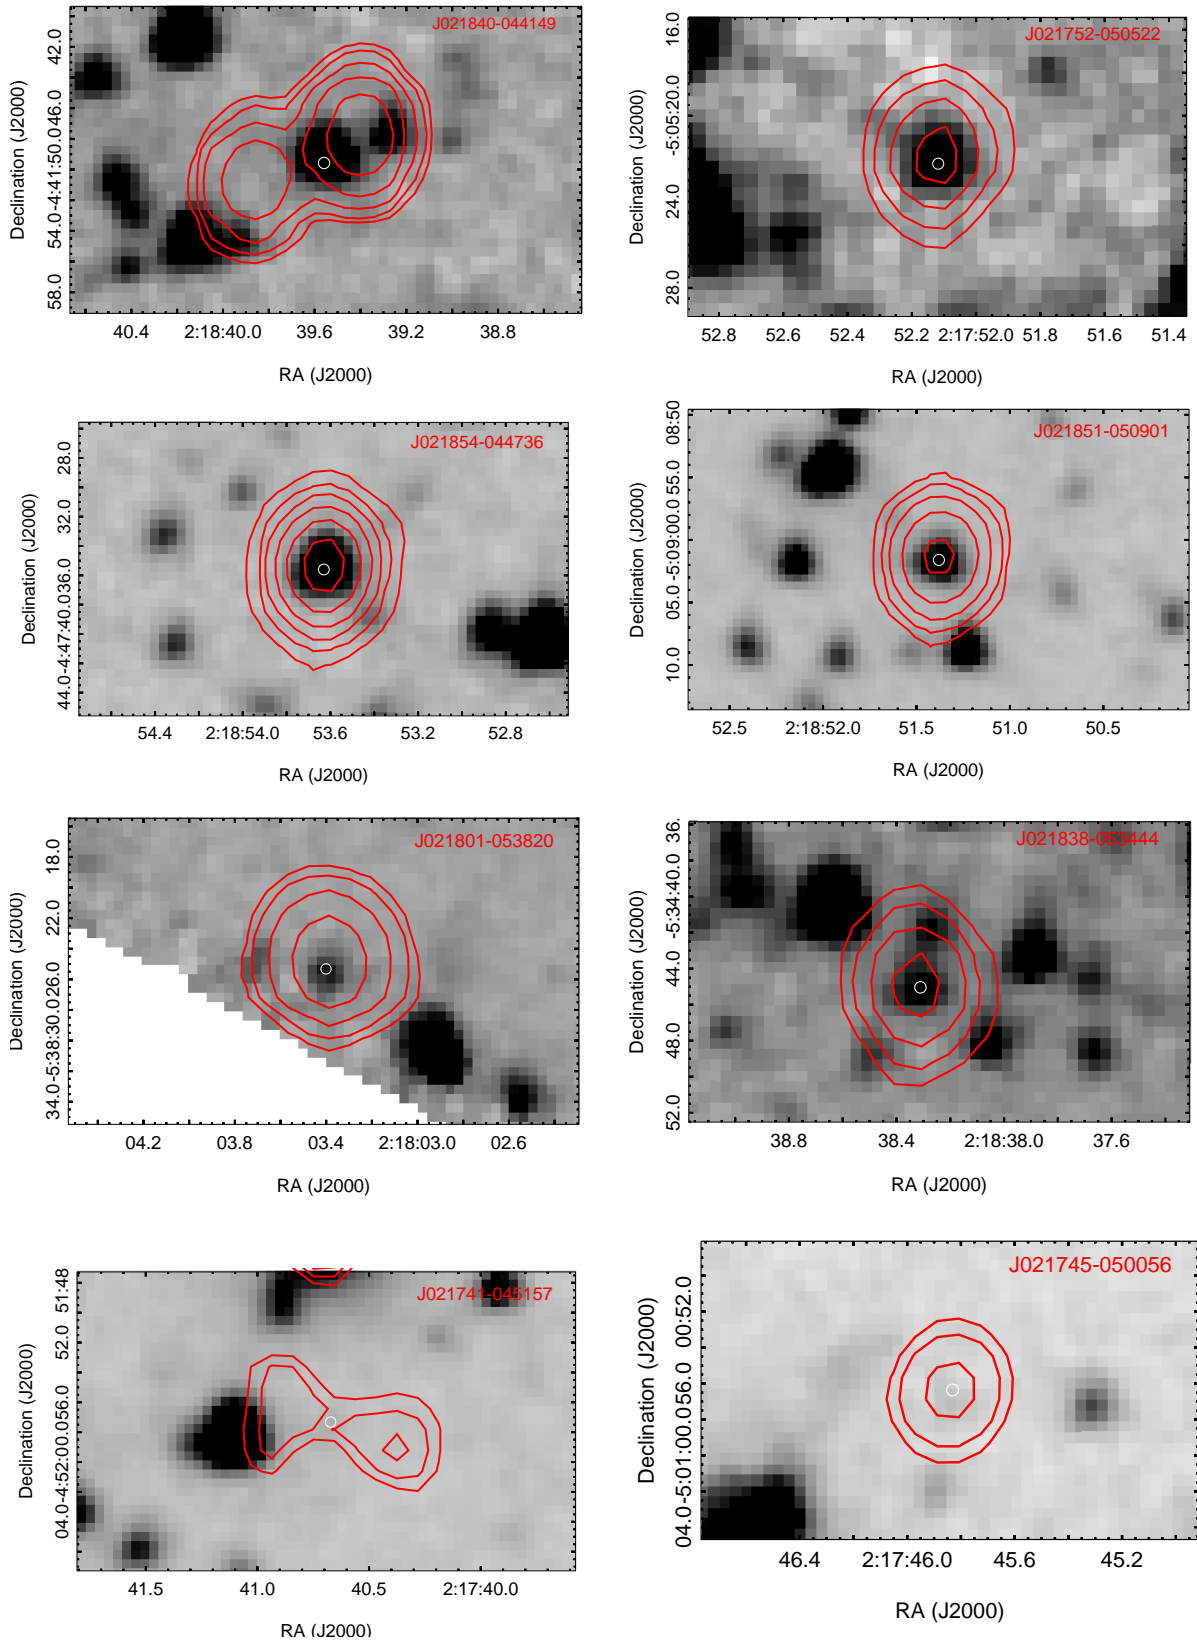 J021840-044149
Declination (J2000)
42.0
54.0-4:41:50.046.0
58.0
40.4 2:18:40.0 39.6 39.2 38.8
RA (J2000)
J021752-050522
Declination (J2000)
16.0
-5:05:20.0
24.0
28.0
52.8 52.6 52.4 52.2 2:17:52.0 51.8 51.6 51.4
RA (J2000)
J021854-044736
Declination (J2000)
28.0
32.0
44.0-4:47:40.036.0
54.4 2:18:54.0 53.6 53.2 52.8
RA (J2000)
J021851-050901
Declination (J2000)
08:50
55.0
05.0-5:09:00.0
10.0
52.5 2:18:52.0 51.5 51.0 50.5
RA (J2000)
J021801-053820
Declination (J2000)
18.0
22.0
34.0-5:38:30.026.0
04.2 03.8 03.4 2:18:03.0 02.6
RA (J2000)
J021838-053444
Declination (J2000)
36.
-5:34:40.0
44.0
48.0
52.0
38.8 38.4 2:18:38.0 37.6
RA (J2000)
J021741-045157
Declination (J2000)
51:48
52.0
04.0-4:52:00.056.0
41.5 41.0 40.5 2:17:40.0
RA (J2000)
J021745-050056
Declination (J2000)
00:52.0
04.0-5:01:00.056.0
46.4 2:17:46.0 45.6 45.2
RA (J2000)